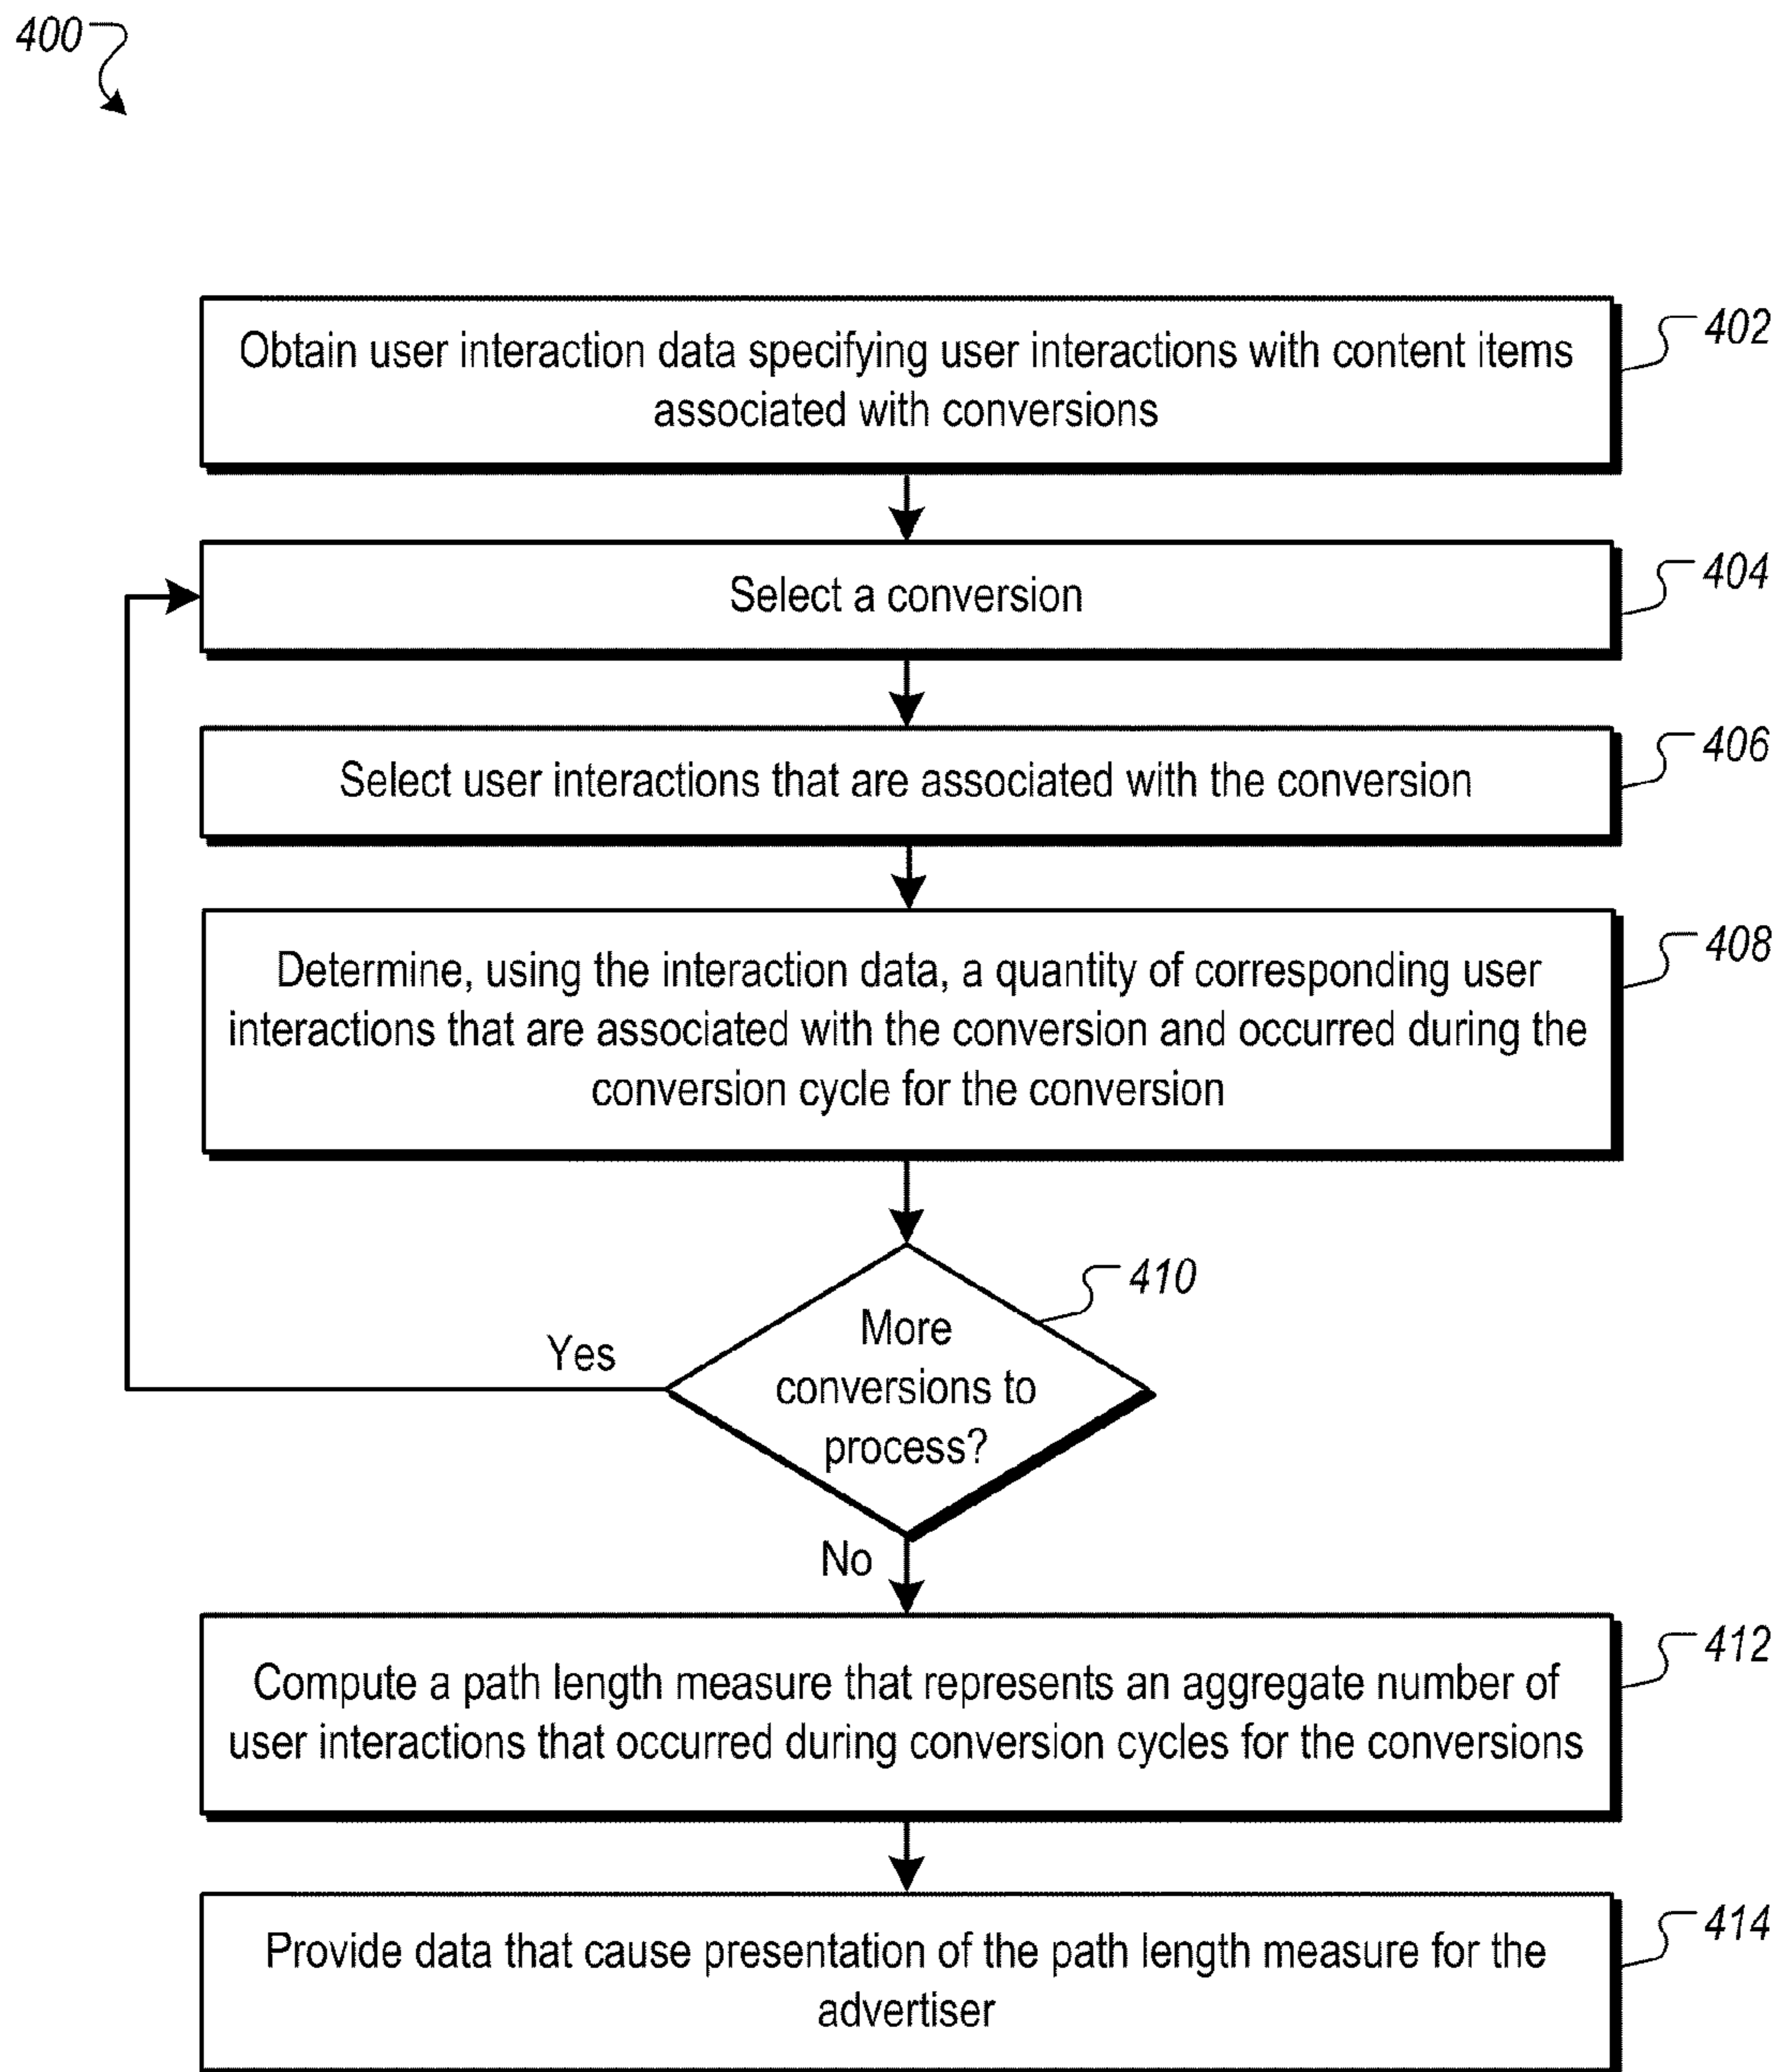 400
Obtain user interaction data specifying user interactions with content items
associated with conversions
402
Select a conversion
404
Select user interactions that are associated with the conversion
406
Determine, using the interaction data, a quantity of corresponding user
interactions that are associated with the conversion and occurred during the
conversion cycle for the conversion
408
More
conversions to
process?
410
Yes
No
Compute a path length measure that represents an aggregate number of
user interactions that occurred during conversion cycles for the conversions
412
Provide data that cause presentation of the path length measure for the
advertiser
414